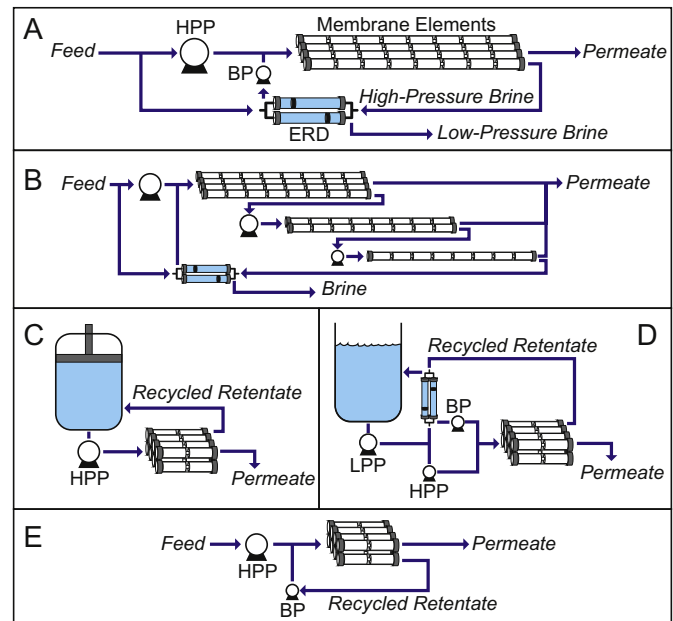 A
Feed
HPP
Membrane Elements
Permeate
BP
High-Pressure Brine
ERD
Low-Pressure Brine
B
Feed
Permeate
Brine
C
Recycled Retentate
HPP
Permeate
D
Recycled Retentate
BP
LPP
HPP
Permeate
E
Feed
HPP
Permeate
BP
Recycled Retentate